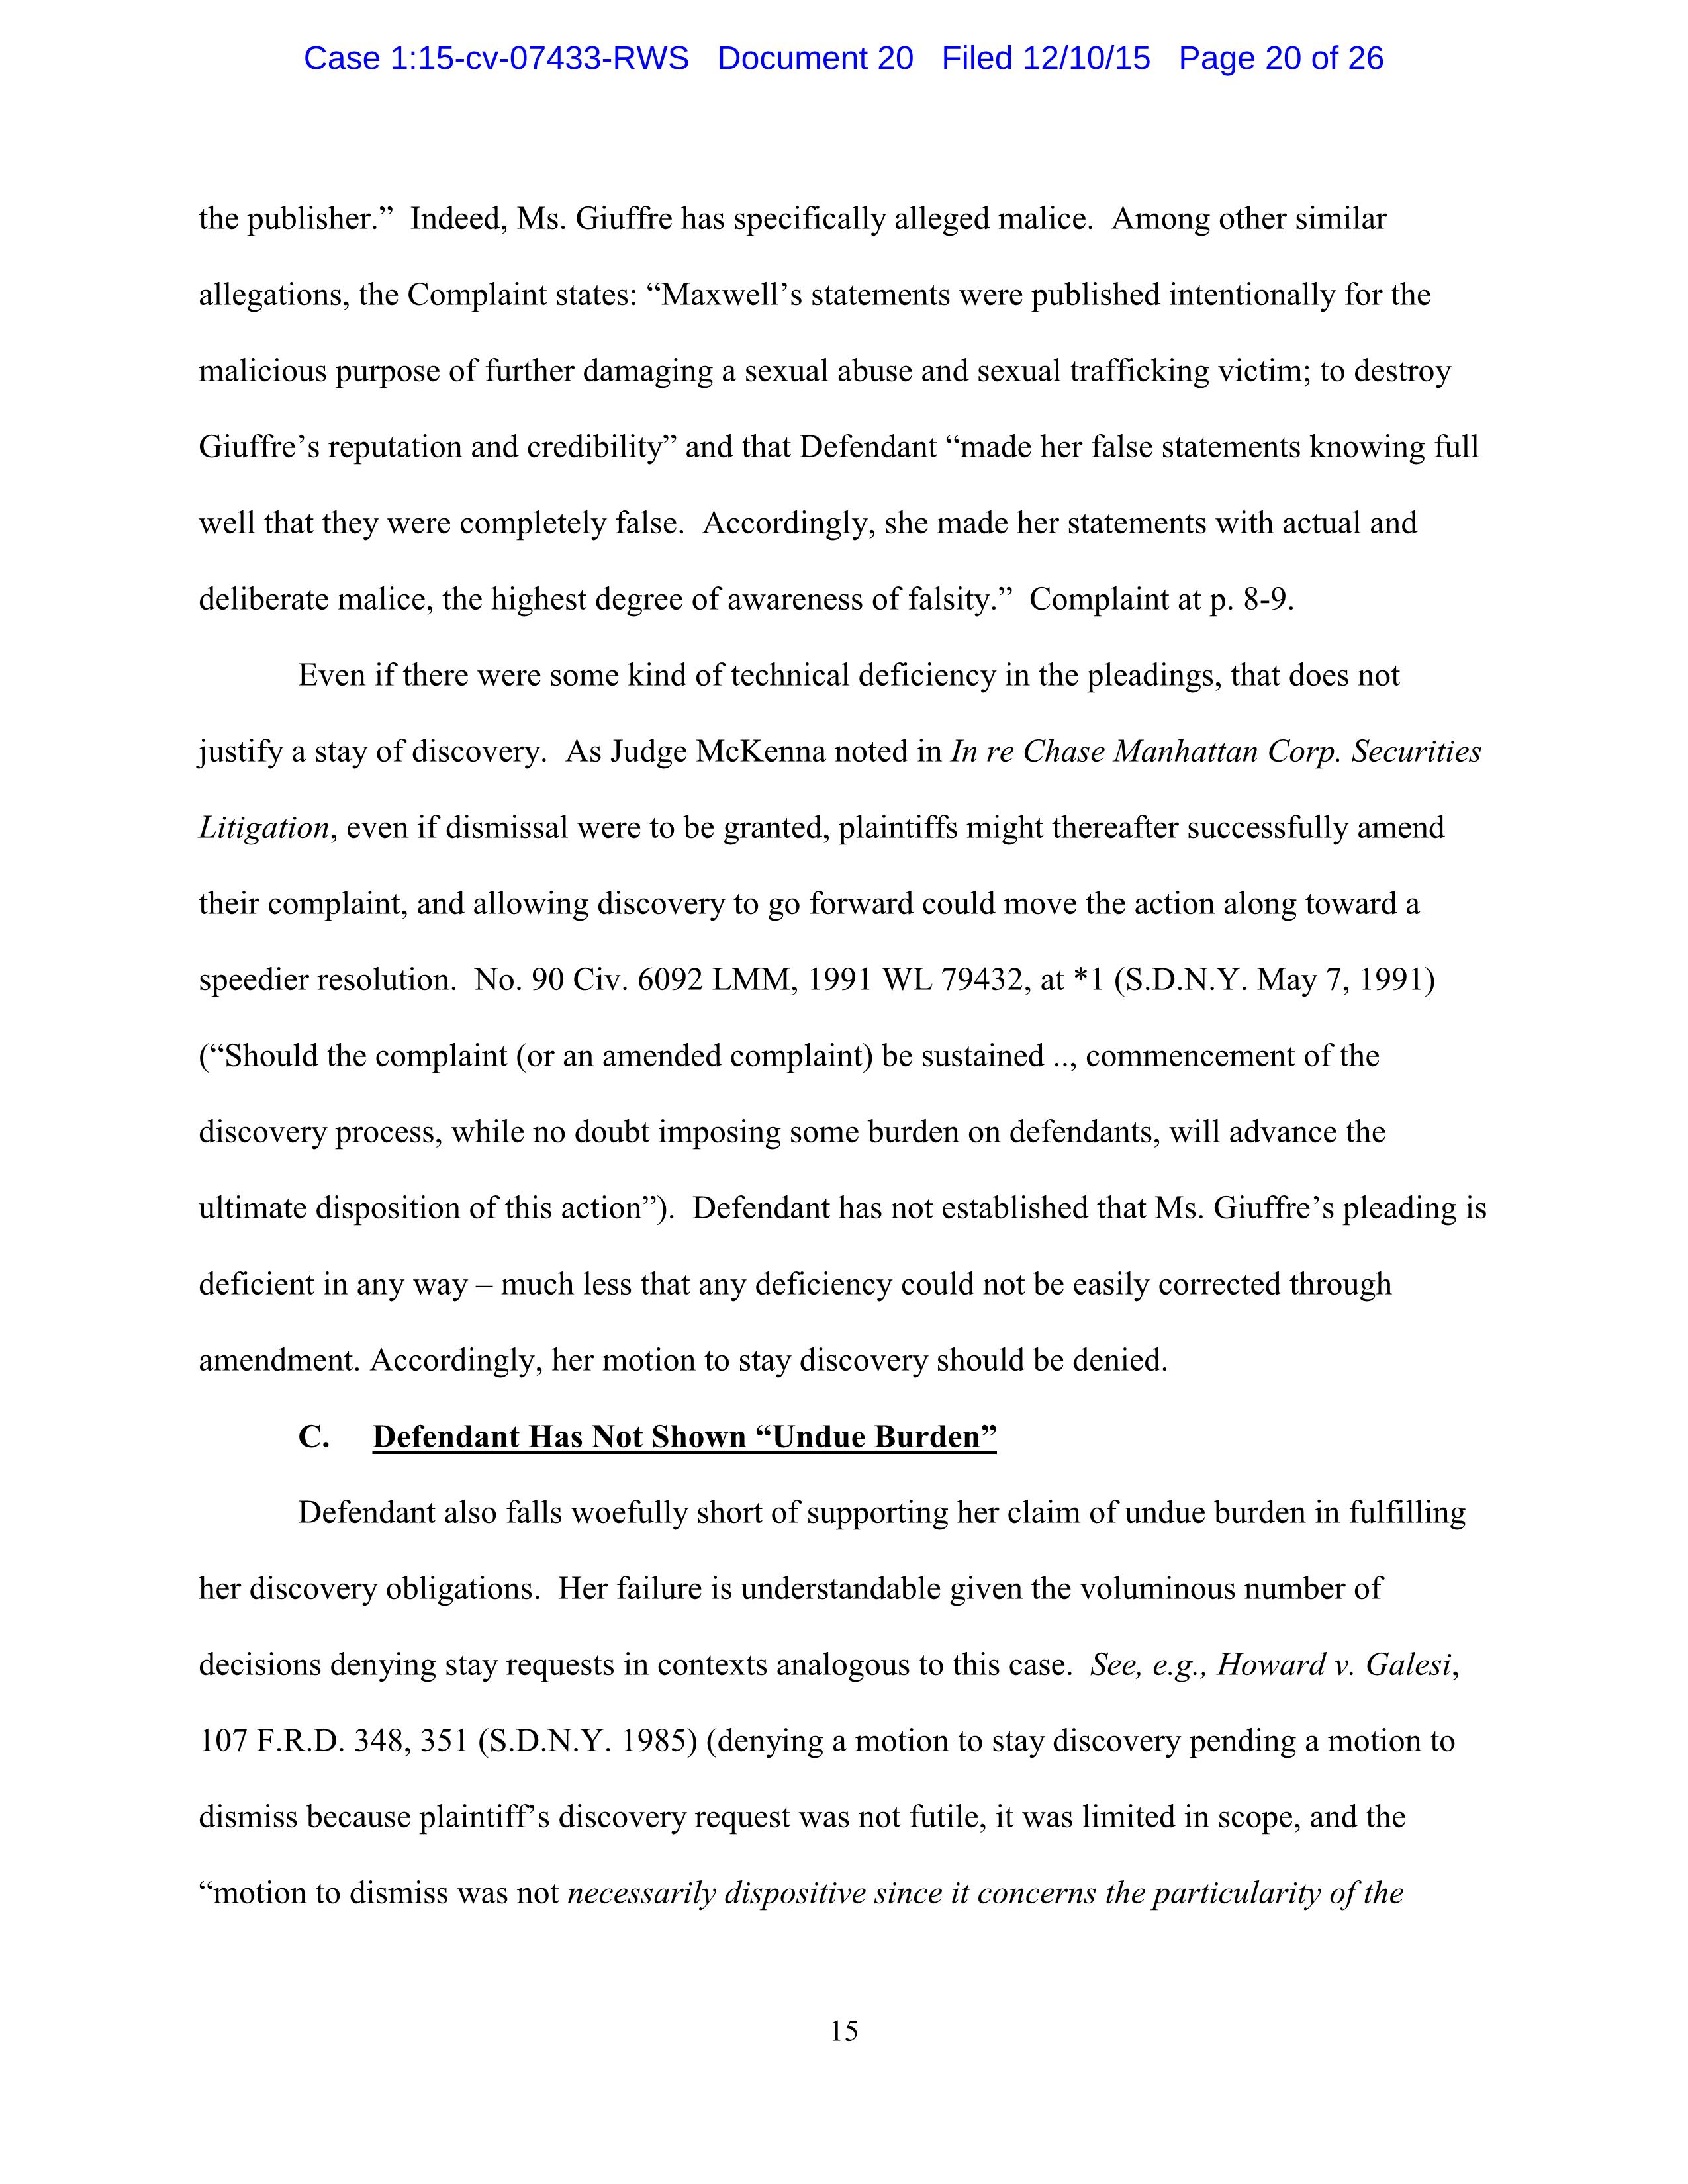 Case 1:15-cv-07433-RWS Document 20 Filed 12/10/15 Page 20 of 26
the publisher.” Indeed, Ms. Giuffre has specifically alleged malice. Among other similar
allegations, the Complaint states: “Maxwell’s statements were published intentionally for the
malicious purpose of further damaging a sexual abuse and sexual trafficking victim; to destroy
Giuffre’s reputation and credibility” and that Defendant “made her false statements knowing full
well that they were completely false. Accordingly, she made her statements with actual and
deliberate malice, the highest degree of awareness of falsity.” Complaint at p. 8-9.
Even if there were some kind of technical deficiency in the pleadings, that does not
justify a stay of discovery. As Judge McKenna noted in In re Chase Manhattan Corp. Securities
Litigation, even if dismissal were to be granted, plaintiffs might thereafter successfully amend
their complaint, and allowing discovery to go forward could move the action along toward a
speedier resolution. No. 90 Civ. 6092 LMM, 1991 WL 79432, at *1 (S.D.N.Y. May 7, 1991)
(“Should the complaint (or an amended complaint) be sustained .., commencement of the
discovery process, while no doubt imposing some burden on defendants, will advance the
ultimate disposition of this action”). Defendant has not established that Ms. Giuffre’s pleading is
deficient in any way – much less that any deficiency could not be easily corrected through
amendment. Accordingly, her motion to stay discovery should be denied.
C. Defendant Has Not Shown “Undue Burden”
Defendant also falls woefully short of supporting her claim of undue burden in fulfilling
her discovery obligations. Her failure is understandable given the voluminous number of
decisions denying stay requests in contexts analogous to this case. See, e.g., Howard v. Galesi,
107 F.R.D. 348, 351 (S.D.N.Y. 1985) (denying a motion to stay discovery pending a motion to
dismiss because plaintiff’s discovery request was not futile, it was limited in scope, and the
“motion to dismiss was not necessarily dispositive since it concerns the particularity of the
15